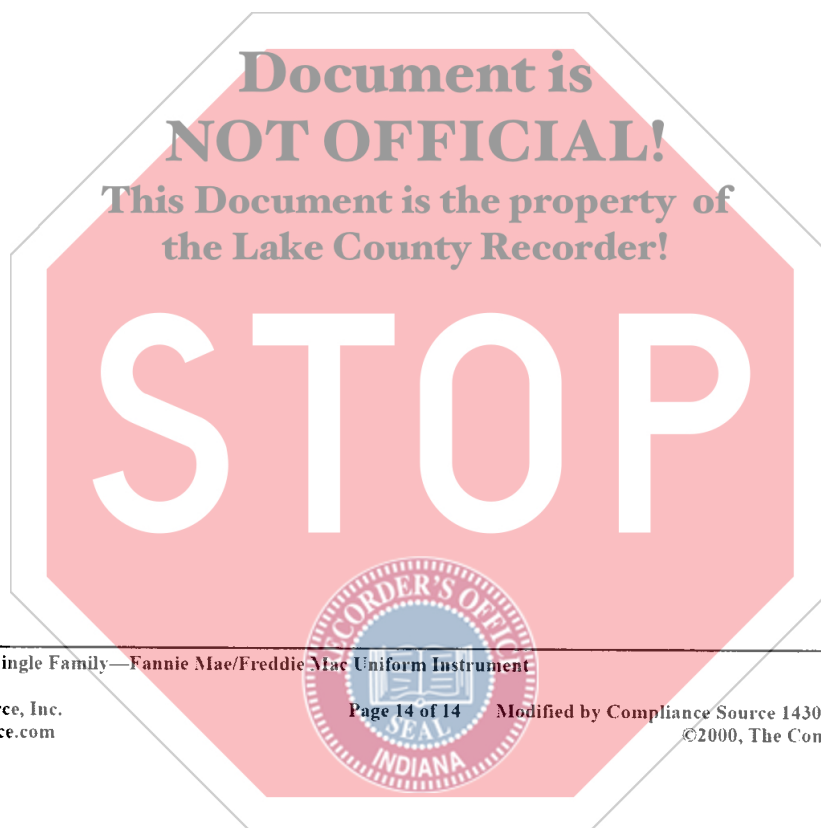 Document is
NOT OFFICIAL!
This Document is the property of
the Lake County Recorder!
STOP
RECORDER'S OFFICE
ingle Family—Fannie Mae/Freddie Mac Uniform Instrument
ce, Inc.
Page 14 of 14
Modified by Compliance Source 1430
ce.com
©2000, The Com
SEAL
INDIANA